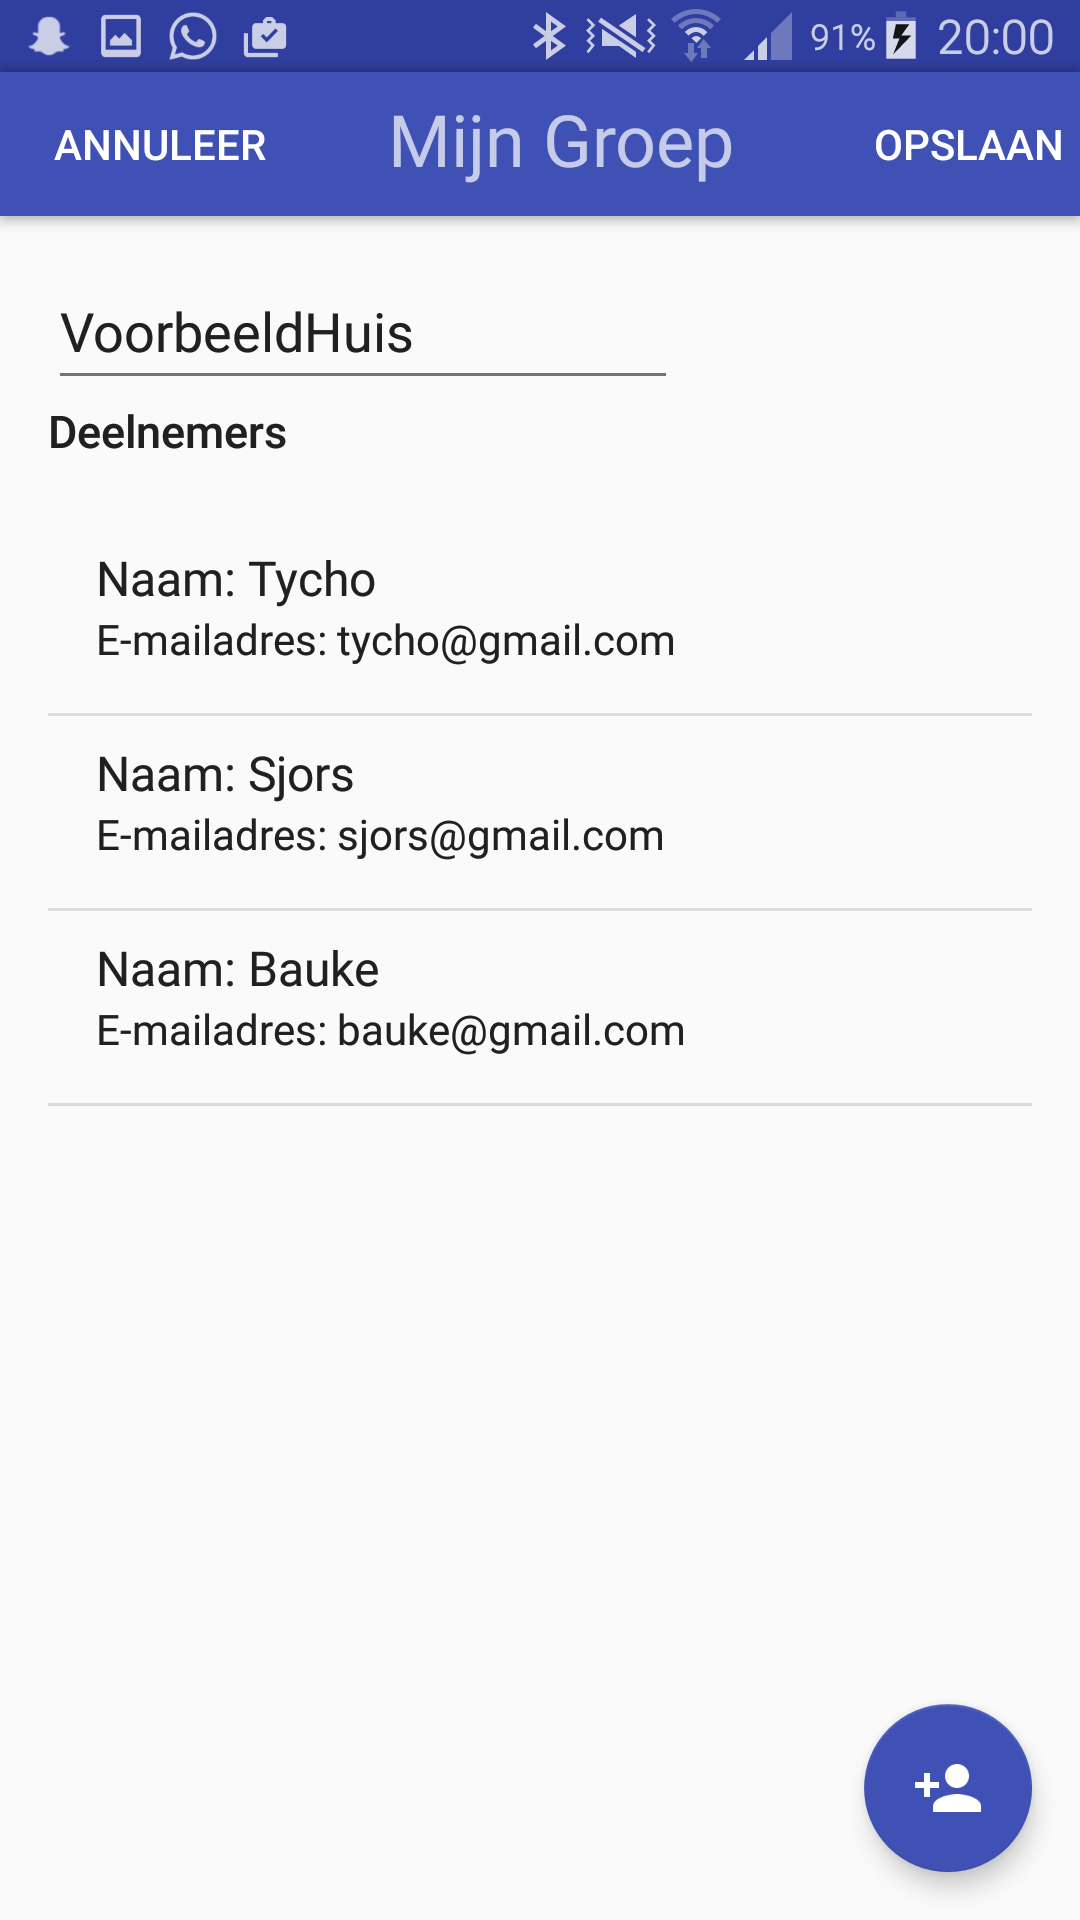 91% 20:00
ANNULEER Mijn Groep OPSLAAN
VoorbeeldHuis
Deelnemers
Naam: Tycho
E-mailadres: tycho@gmail.com
Naam: Sjors
E-mailadres: sjors@gmail.com
Naam: Bauke
E-mailadres: bauke@gmail.com